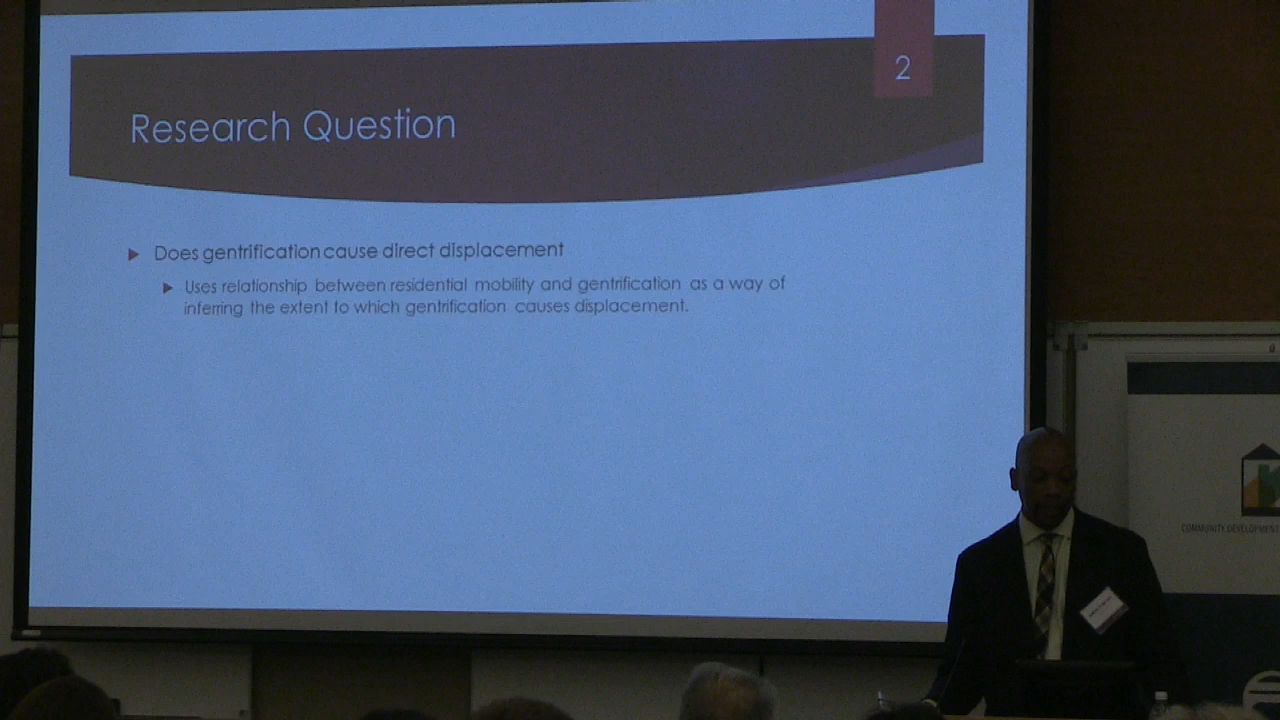 2
Research Question
Does gentrification cause direct displacement
Uses relationship between residential mobility and gentrification as a way of
inferring the extent to which gentrification causes displacement.
COMMUNITY DEVELOPMENT